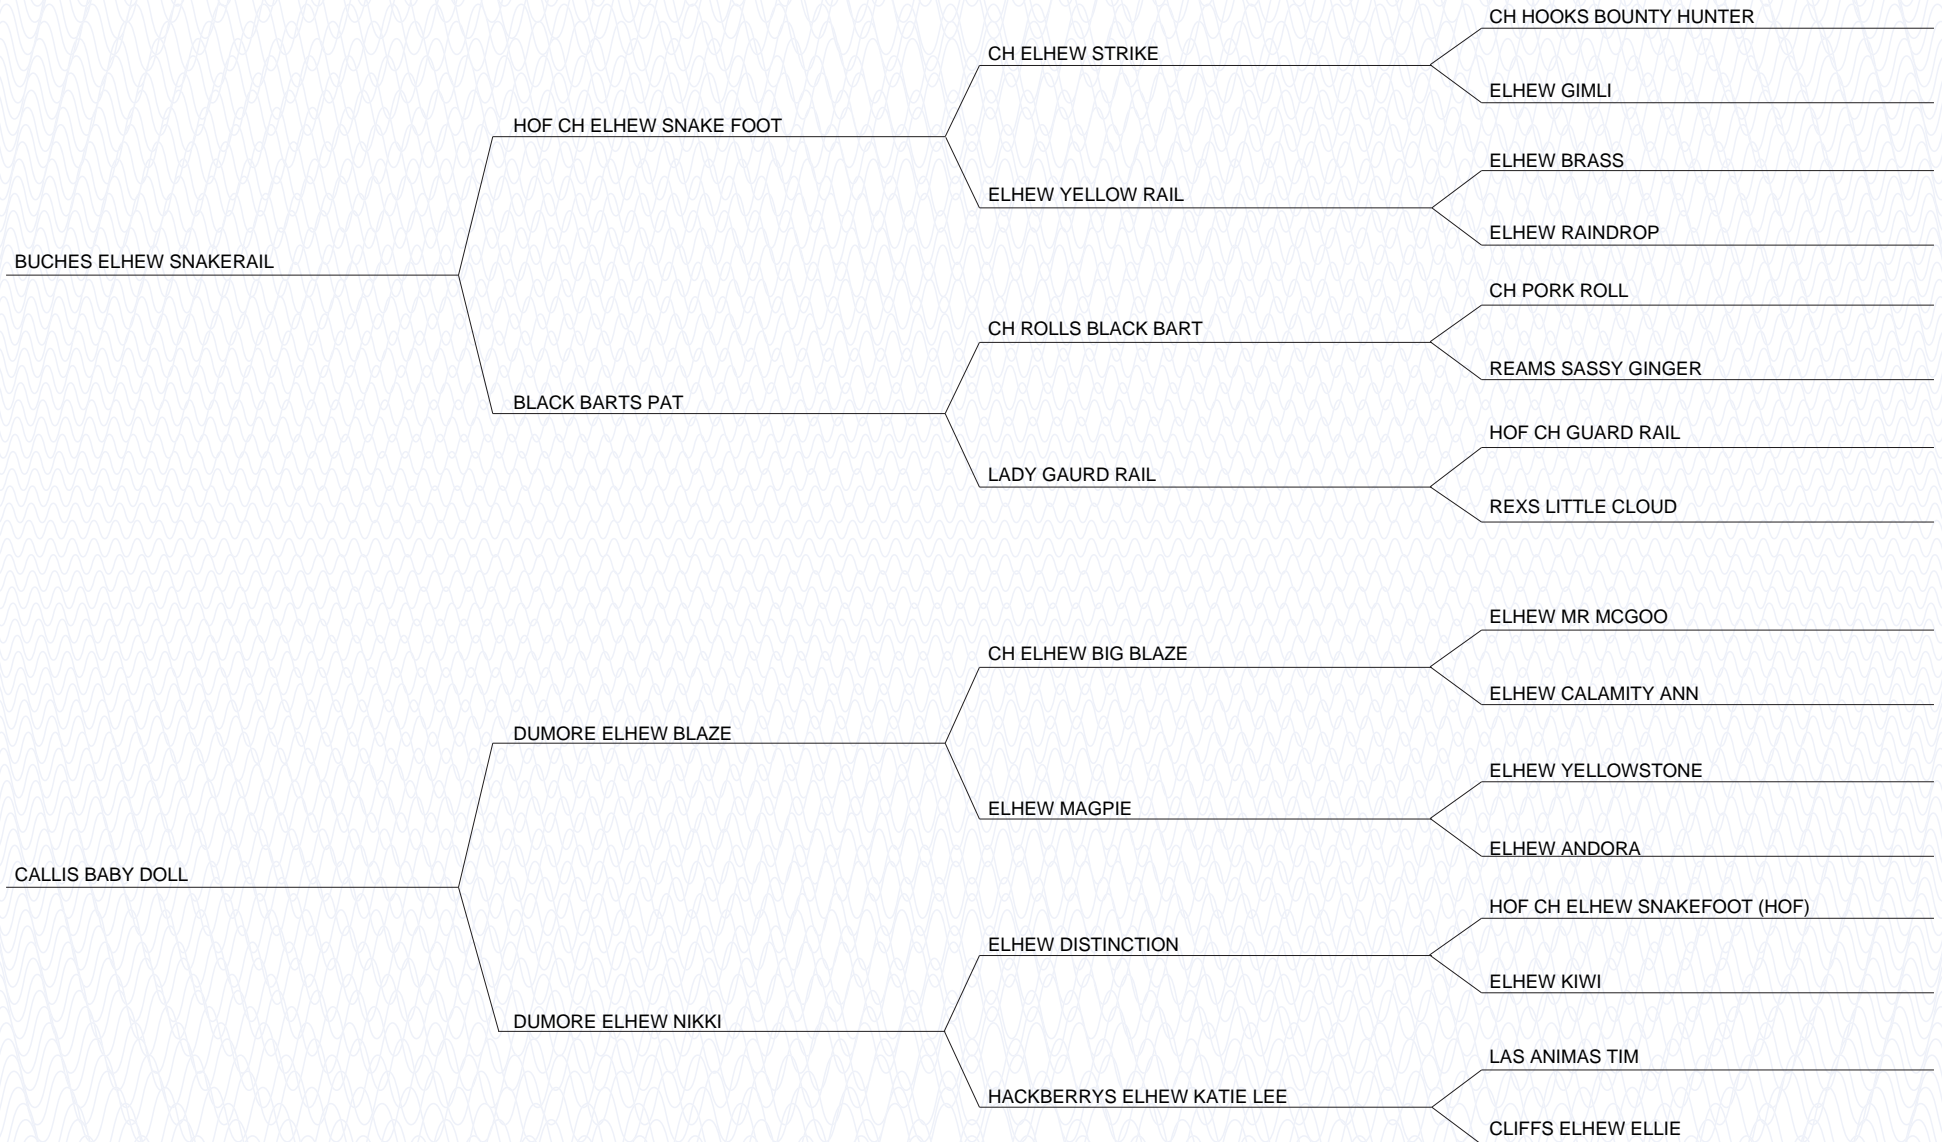 CH HOOKS BOUNTY HUNTER
CH ELHEW STRIKE
ELHEW GIMLI
HOF CH ELHEW SNAKE FOOT
ELHEW BRASS
ELHEW YELLOW RAIL
ELHEW RAINDROP
BUCHES ELHEW SNAKERAIL
CH PORK ROLL
CH ROLLS BLACK BART
REAMS SASSY GINGER
BLACK BARTS PAT
HOF CH GUARD RAIL
LADY GAURD RAIL
REXS LITTLE CLOUD
ELHEW MR MCGOO
CH ELHEW BIG BLAZE
ELHEW CALAMITY ANN
DUMORE ELHEW BLAZE
ELHEW YELLOWSTONE
ELHEW MAGPIE
ELHEW ANDORA
CALLIS BABY DOLL
HOF CH ELHEW SNAKEFOOT (HOF)
ELHEW DISTINCTION
ELHEW KIWI
DUMORE ELHEW NIKKI
LAS ANIMAS TIM
HACKBERRYS ELHEW KATIE LEE
CLIFFS ELHEW ELLIE